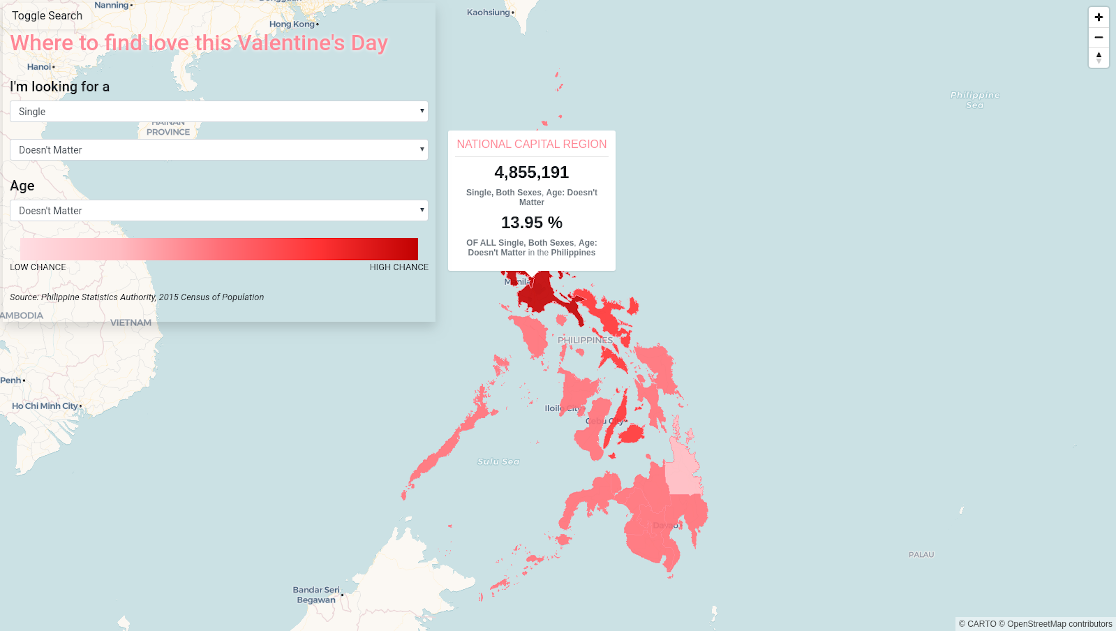 Nanning
Hong Kong
Kaohsiung
Toggle Search
Where to find love this Valentine's Day
Hanoi
I'm looking for a
Single
HAINAN
PROVINCE
Doesn't Matter
Age
Doesn't Matter
LOW CHANCE
HIGH CHANCE
Source: Philippine Statistics Authority, 2015 Census of Population
VIETNAM
Penh
Ho Chi Minh City
Philippine
Sea
NATIONAL CAPITAL REGION
4,855,191
Single, Both Sexes, Age: Doesn't
Matter
13.95 %
OF ALL Single, Both Sexes, Age:
Doesn't Matter in the Philippines
Manila
PHILIPPINES
Iloilo City
Cebu City
Sulu Sea
Davao
PALAU
Bandar Seri
Begawan
© CARTO © OpenStreetMap contributors